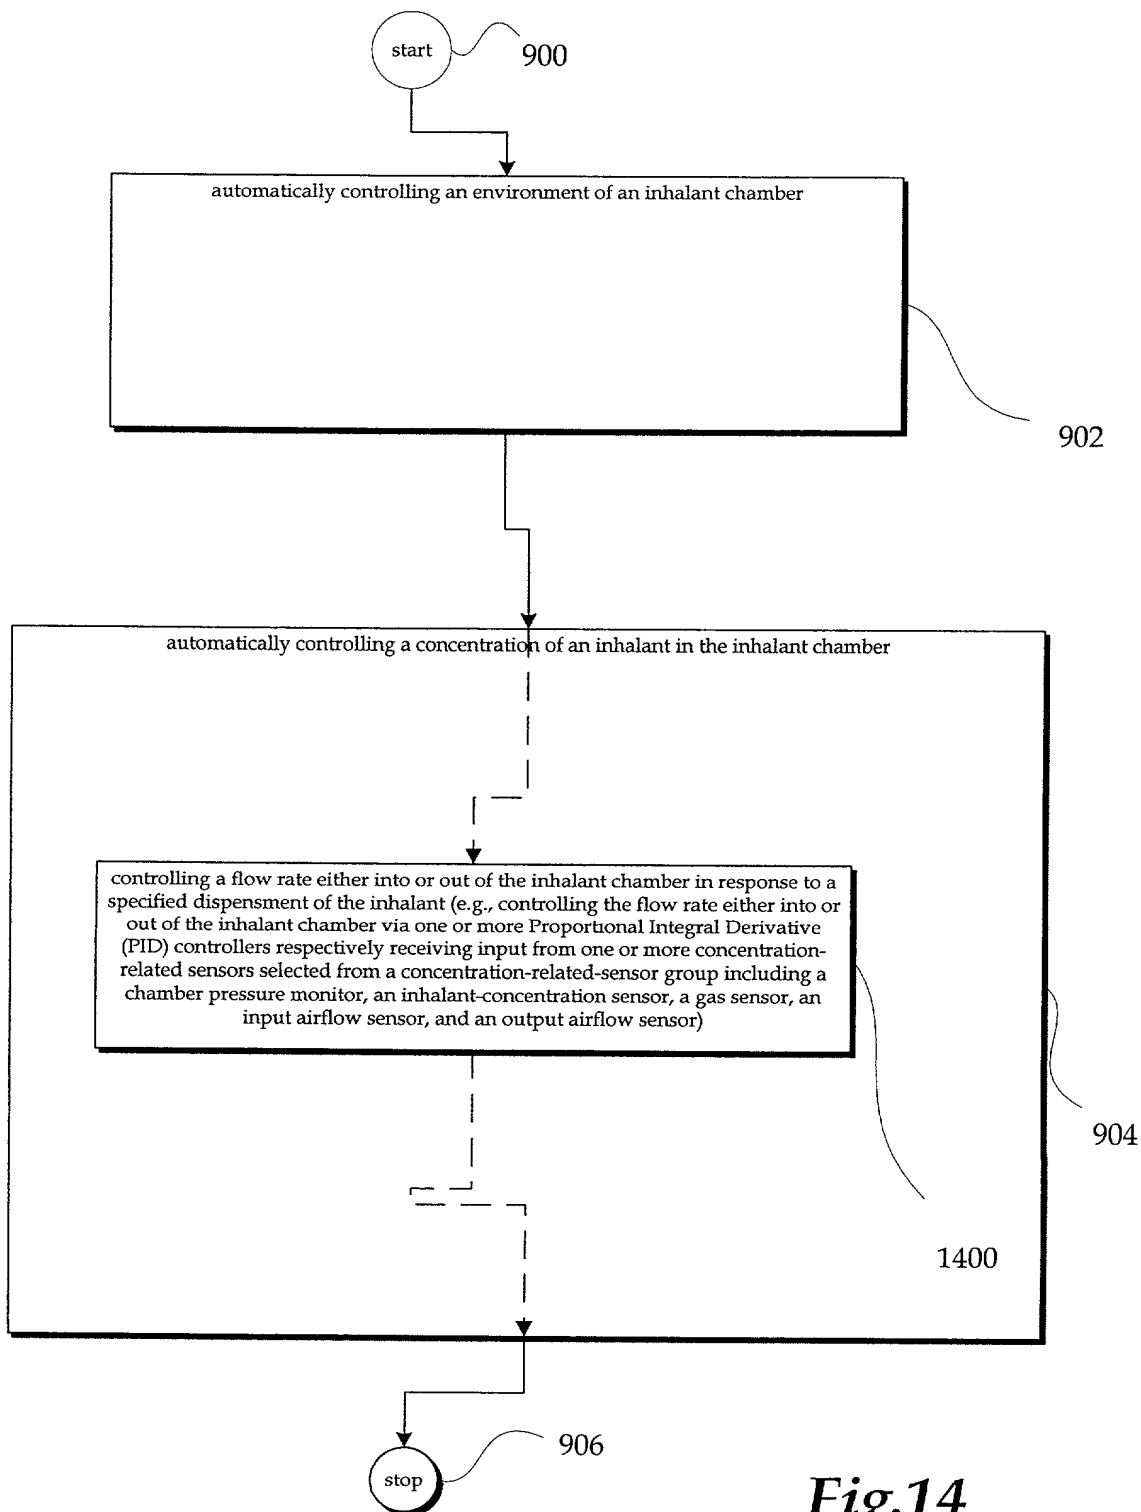 start
900
automatically controlling an environment of an inhalant chamber
902
automatically controlling a concentration of an inhalant in the inhalant chamber
controlling a flow rate either into or out of the inhalant chamber in response to a
specified dispensment of the inhalant (e.g., controlling the flow rate either into or
out of the inhalant chamber via one or more Proportional Integral Derivative
(PID) controllers respectively receiving input from one or more concentration-
related sensors selected from a concentration-related-sensor group including a
chamber pressure monitor, an inhalant-concentration sensor, a gas sensor, an
input airflow sensor, and an output airflow sensor)
904
1400
906
stop
Fig.14